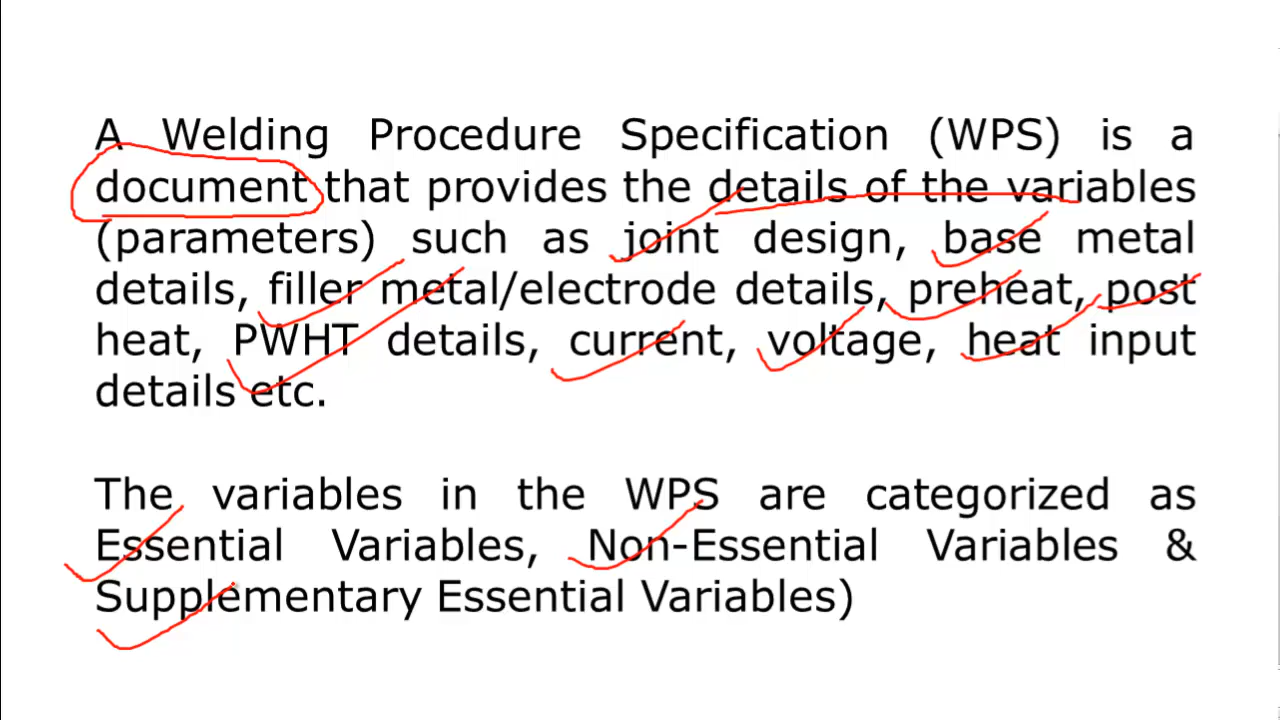 A Welding Procedure Specification (WPS) is a
document that provides the details of the variables
(parameters) such as joint design, base metal
details, filler metal/electrode details, preheat, post
heat, PWHT details, current, voltage, heat input
details etc.
The variables in the WPS are categorized as
Essential Variables, Non-Essential Variables &
Supplementary Essential Variables)